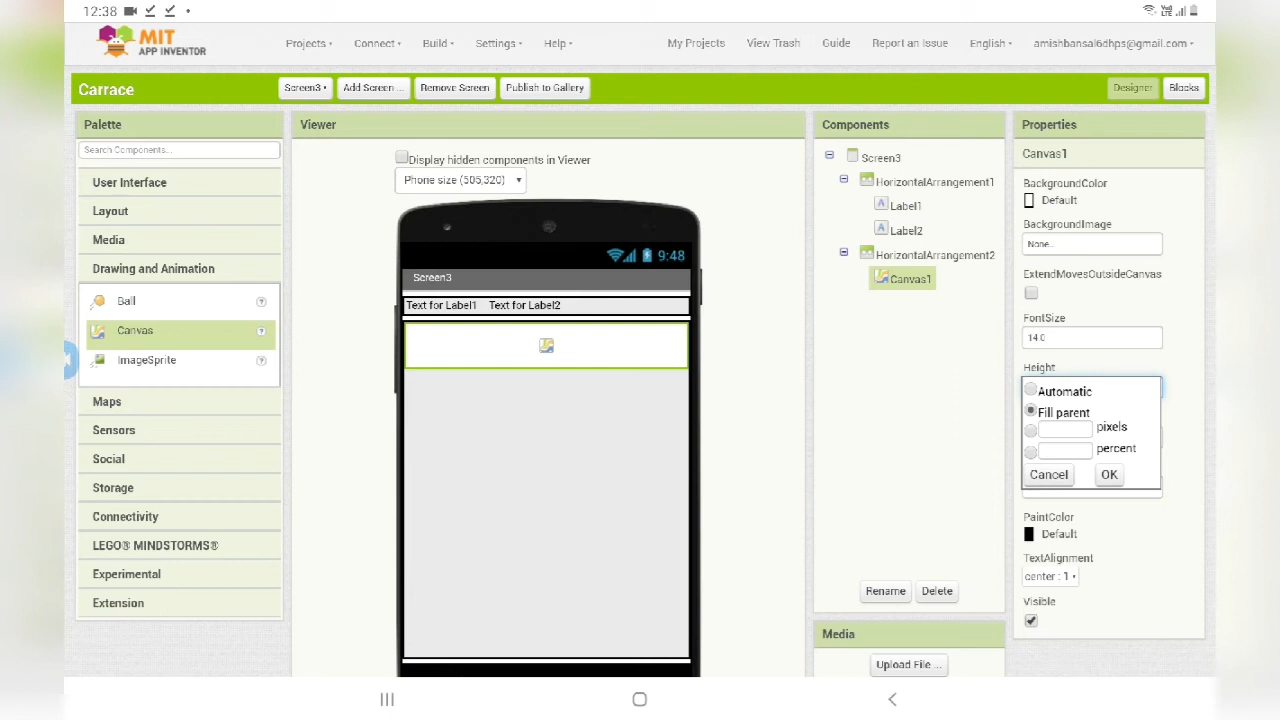 12:38
MIT
APP INVENTOR
Projects Connect Build Settings Help My Projects View Trash Guide Report an Issue English amishbansal6dhps@gmail.com
Carrace Screen3 Add Screen ... Remove Screen Publish to Gallery Designer Blocks
Palette
Search Components...
User Interface
Layout
Media
Drawing and Animation
Ball
Canvas
ImageSprite
Maps
Sensors
Social
Storage
Connectivity
LEGO® MINDSTORMS®
Experimental
Extension
Viewer
Display hidden components in Viewer
Phone size (505,320)
9:48
Screen3
Text for Label1 Text for Label2
Components
Screen3
HorizontalArrangement1
Label1
Label2
HorizontalArrangement2
Canvas1
Rename Delete
Media
Upload File ...
Properties
Canvas1
BackgroundColor
Default
BackgroundImage
None...
ExtendMovesOutsideCanvas
FontSize
14.0
Height
Automatic
Fill parent
pixels
percent
Cancel OK
PaintColor
Default
TextAlignment
center : 1
Visible